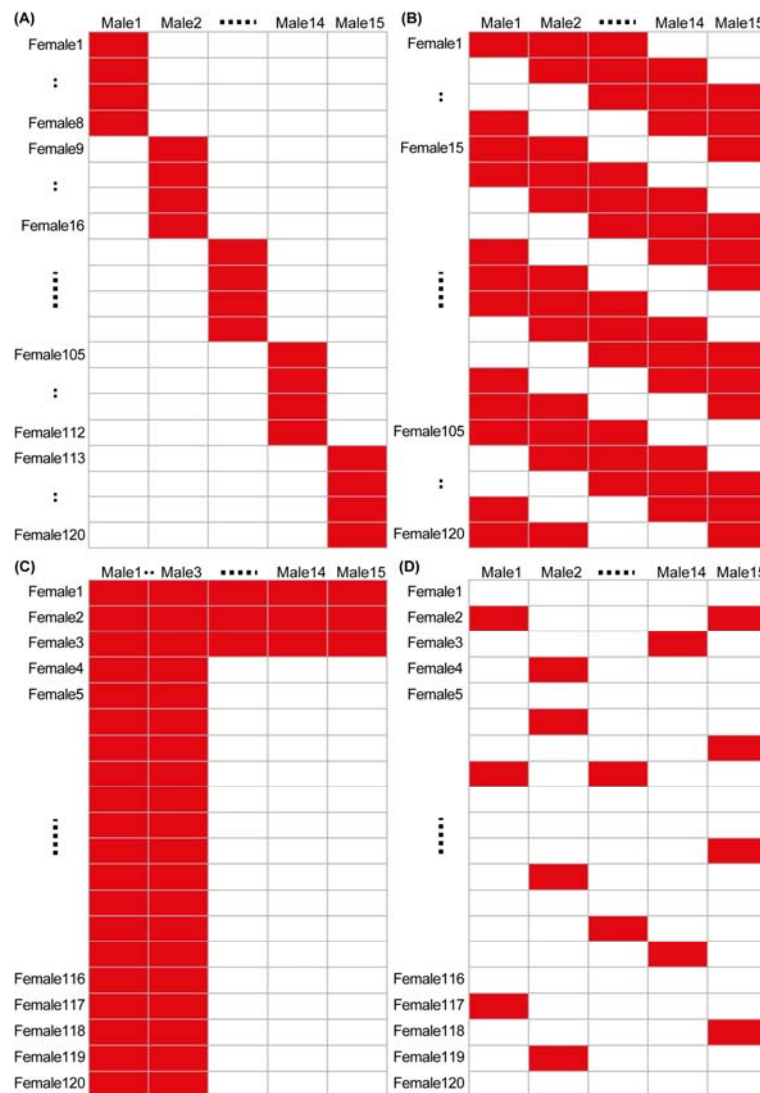 (A) Male1 Male2 ...... Male14 Male15
Female1
:
Female8
Female9
:
Female16
......
Female105
:
Female112
Female113
:
Female120
(B) Male1 Male2 ...... Male14 Male15
Female1
:
Female15
......
Female105
:
Female120
(C) Male1 .. Male3 ...... Male14 Male15
Female1
Female2
Female3
Female4
Female5
......
Female116
Female117
Female118
Female119
Female120
(D) Male1 Male2 ...... Male14 Male15
Female1
Female2
Female3
Female4
Female5
......
Female116
Female117
Female118
Female119
Female120